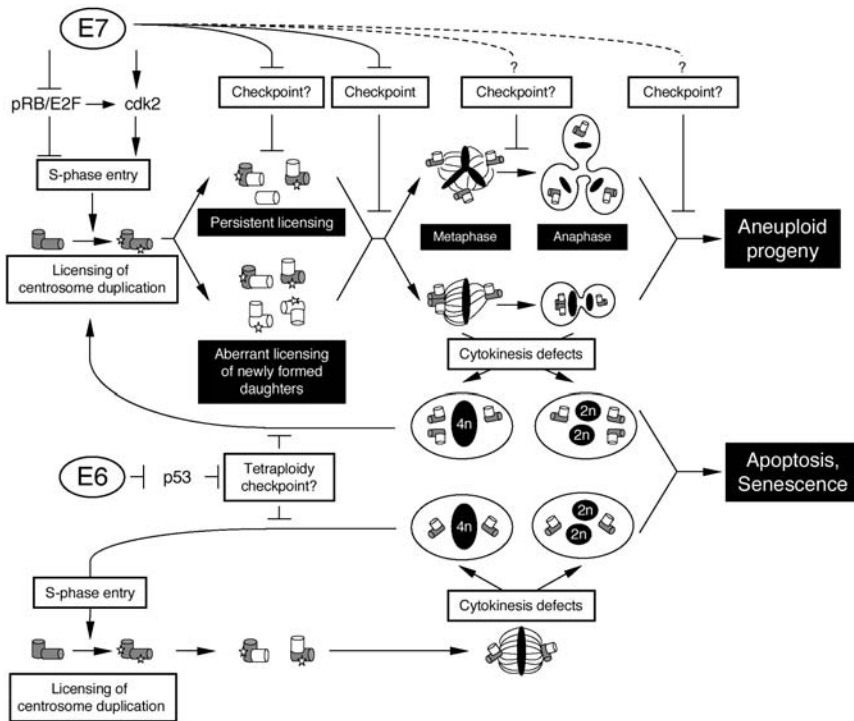 E7
pRB/E2F
cdk2
S-phase entry
Licensing of
centrosome duplication
Checkpoint?
Checkpoint
?
Checkpoint?
?
Checkpoint?
Persistent licensing
Aberrant licensing
of newly formed
daughters
Metaphase
Anaphase
Aneuploid
progeny
Cytokinesis defects
4n
2n
2n
E6
p53
Tetraploidy
checkpoint?
Apoptosis,
Senescence
4n
2n
2n
Cytokinesis defects
S-phase entry
Licensing of
centrosome duplication